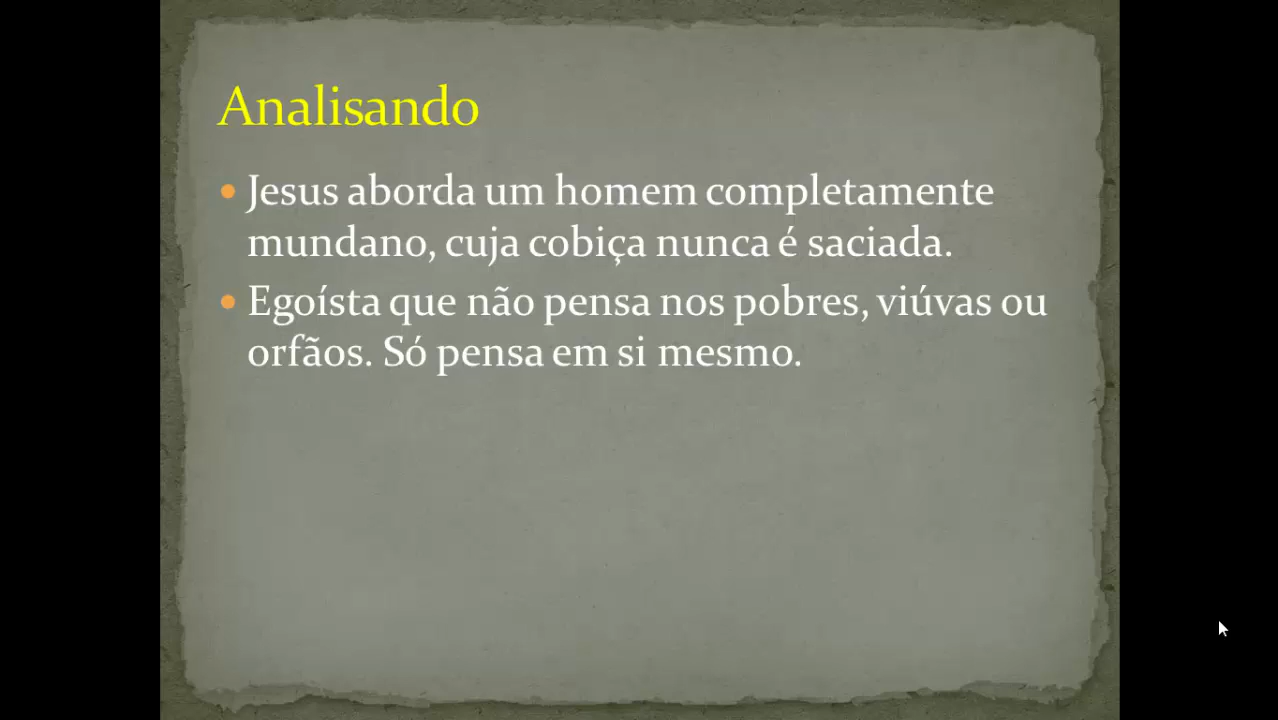 Analisando
Jesus aborda um homem completamente
mundano, cuja cobiça nunca é saciada.
Egoísta que não pensa nos pobres, viúvas ou
orfãos. Só pensa em si mesmo.